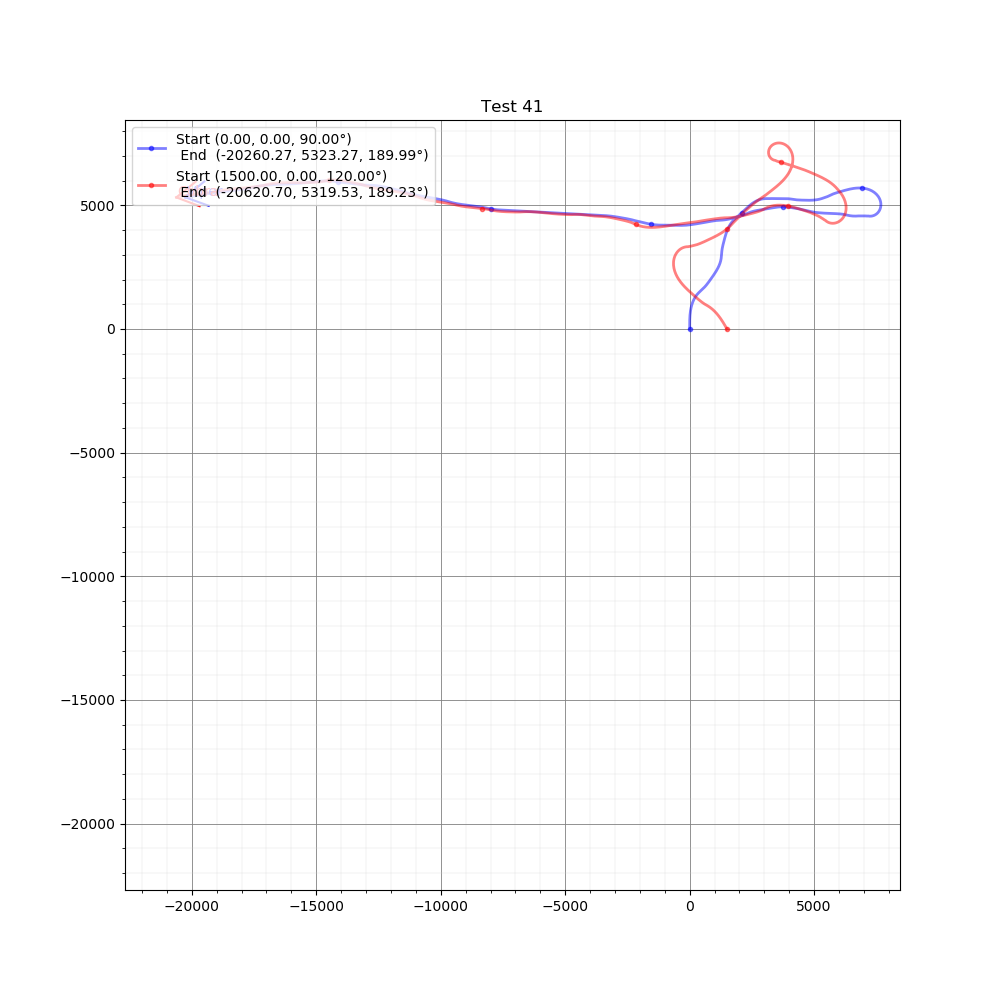 Test 41
Start (0.00, 0.00, 90.00°)
End (-20260.27, 5323.27, 189.99°)
Start (1500.00, 0.00, 120.00°)
End (-20620.70, 5319.53, 189.23°)
5000
0
−5000
−10000
−15000
−20000
−20000 −15000 −10000 −5000 0 5000